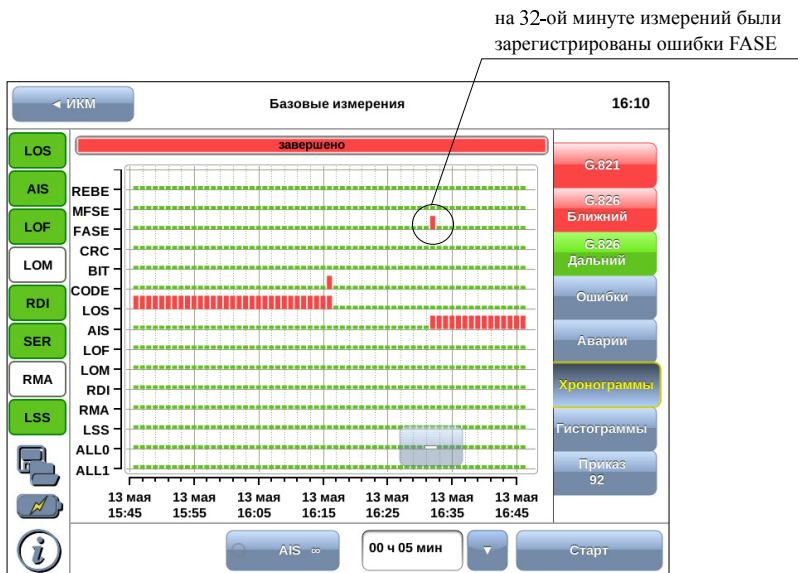 на 32-ой минуте измерений были
зарегистрированы ошибки FASE
◄ ИКМ
Базовые измерения
16:10
завершено
LOS
AIS
LOF
LOM
RDI
SER
RMA
LSS
REBE
MFSE
FASE
CRC
BIT
CODE
LOS
AIS
LOF
LOM
RDI
RMA
LSS
ALL0
ALL1
13 мая 13 мая 13 мая 13 мая 13 мая 13 мая 13 мая
15:45 15:55 16:05 16:15 16:25 16:35 16:45
G.821
G.826
Ближний
G.826
Дальний
Ошибки
Аварии
Хронограммы
Гистограммы
Приказ
92
i
AIS ∞
00 ч 05 мин
▼
Старт